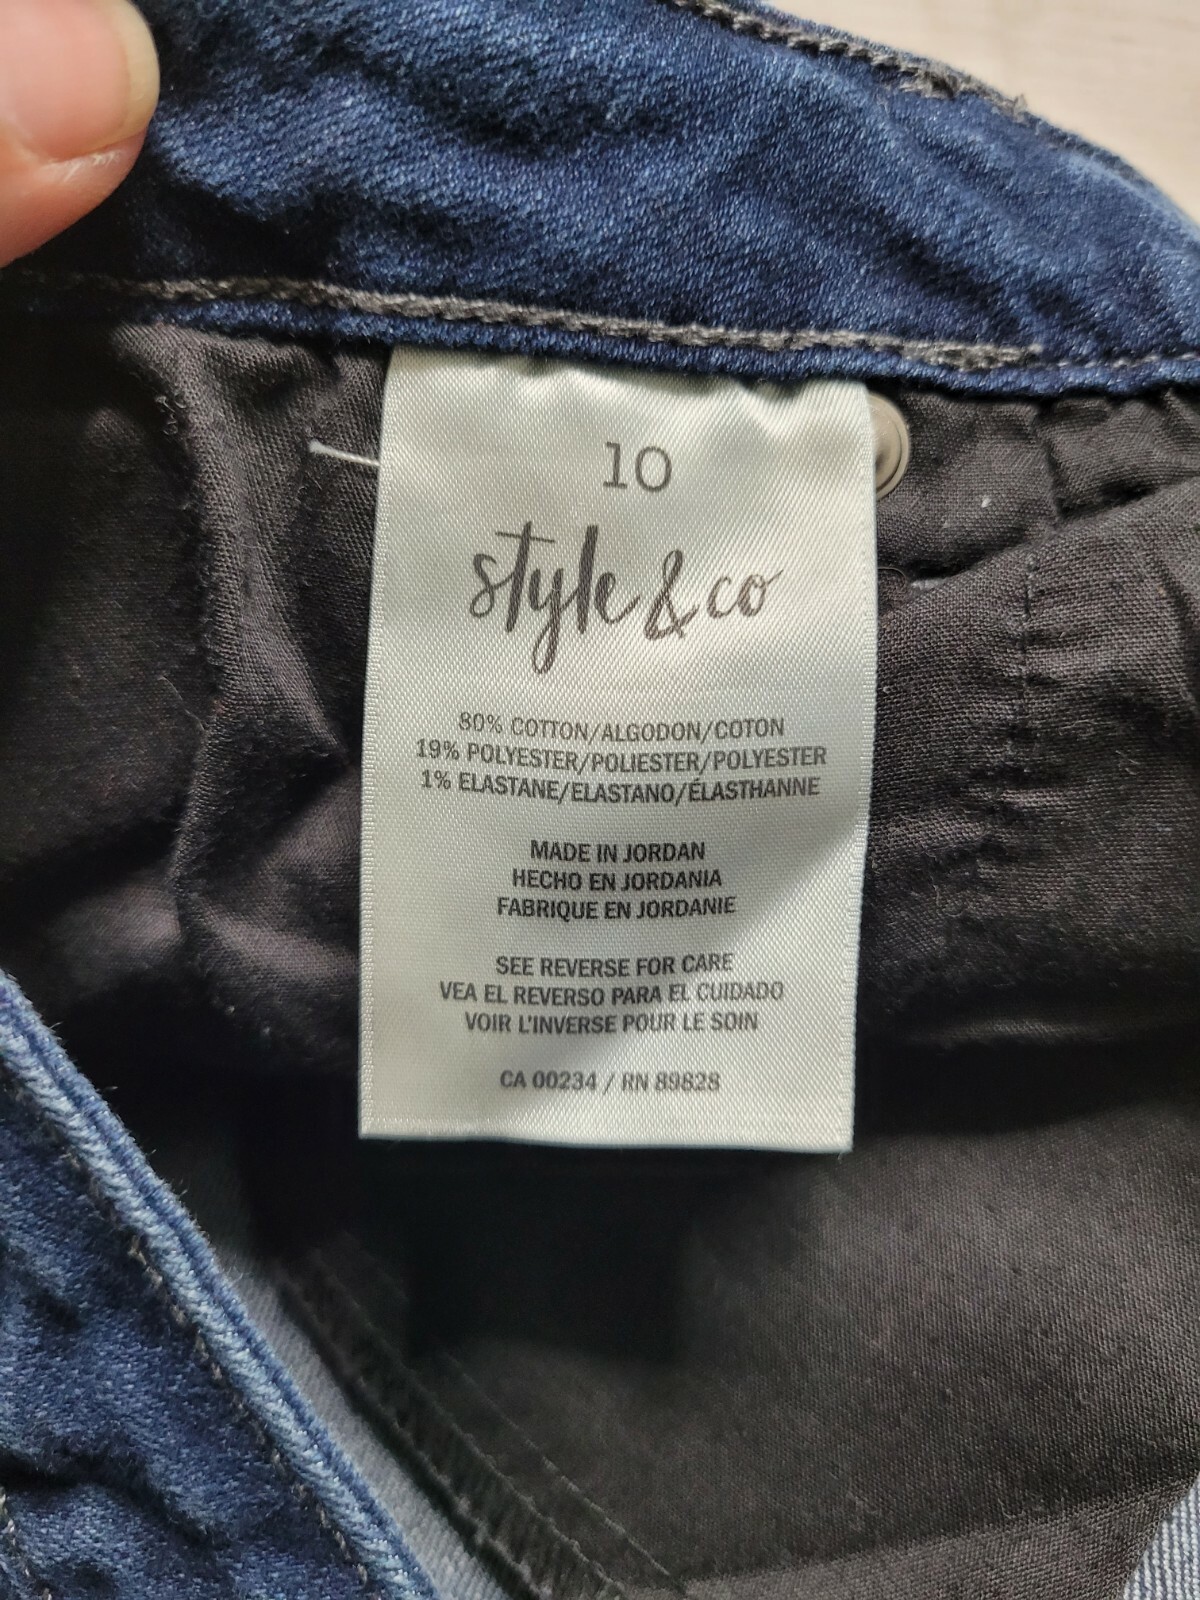 10
style & co
80% COTTON/ALGODON/COTON
19% POLYESTER/POLIESTER/POLYESTER
1% ELASTANE/ELASTANO/ÉLASTHANNE
MADE IN JORDAN
HECHO EN JORDANIA
FABRIQUE EN JORDANIE
SEE REVERSE FOR CARE
VEA EL REVERSO PARA EL CUIDADO
VOIR L'INVERSE POUR LE SOIN
CA 00234 / RN 89828